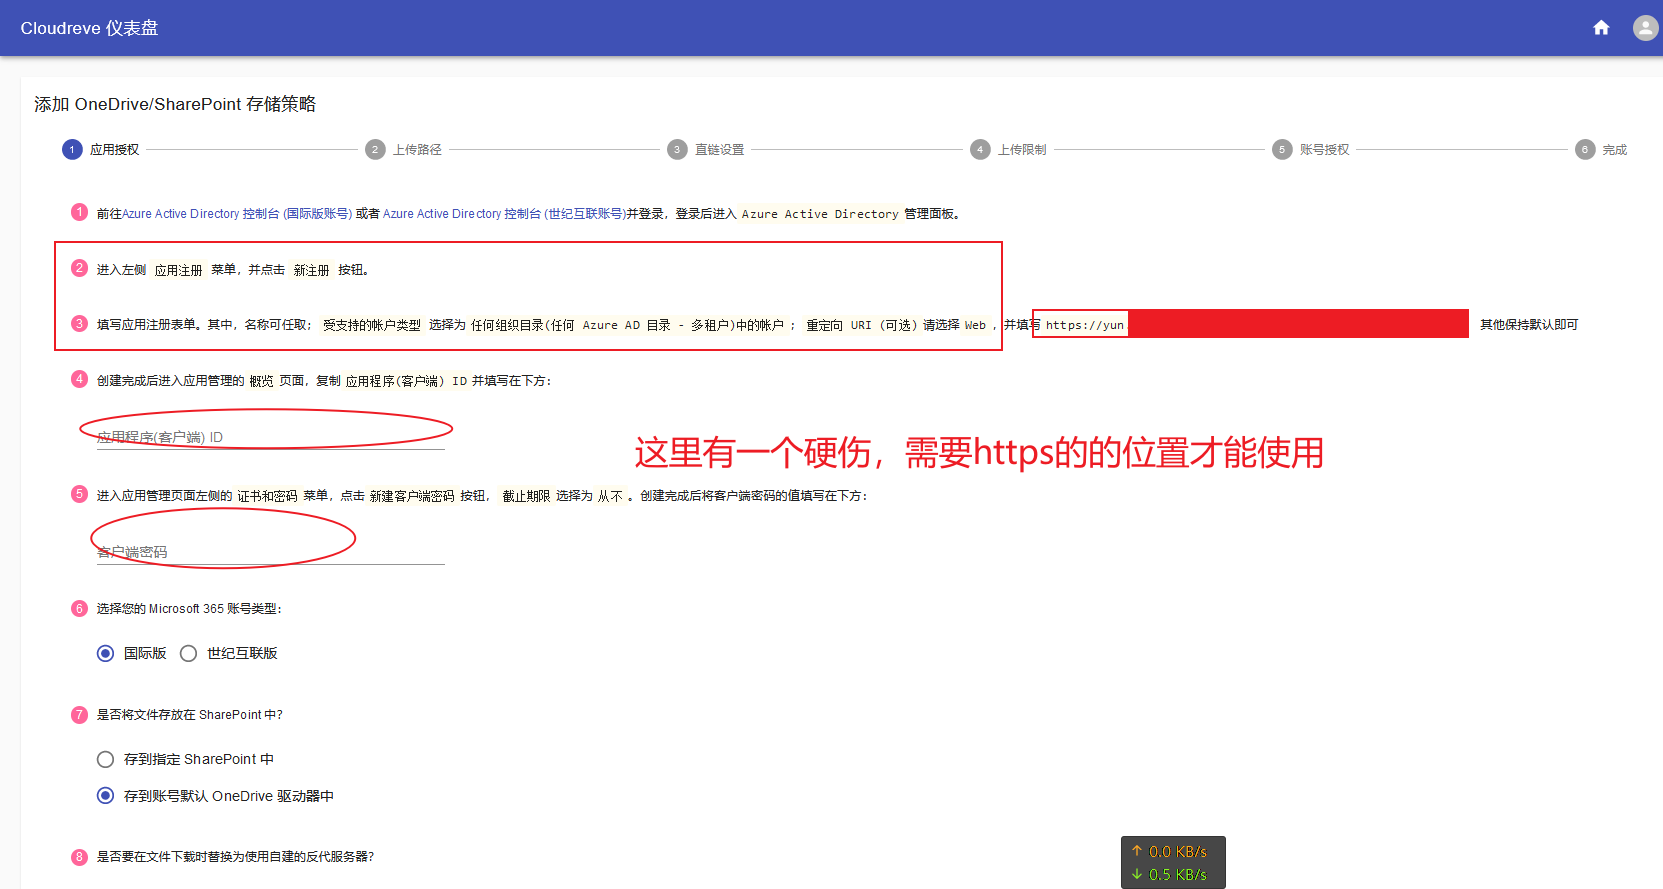 Cloudreve 仪表盘
添加 OneDrive/SharePoint 存储策略
1 应用授权 2 上传路径 3 直链设置 4 上传限制 5 账号授权 6 完成
1 前往Azure Active Directory 控制台 (国际版账号) 或者 Azure Active Directory 控制台 (世纪互联账号)并登录，登录后进入 Azure Active Directory 管理面板。
2 进入左侧 应用注册 菜单，并点击 新注册 按钮。
3 填写应用注册表单。其中，名称可任取； 受支持的帐户类型 选择为 任何组织目录(任何 Azure AD 目录 - 多租户)中的帐户 ； 重定向 URI (可选) 请选择 Web ，并填写 https://yun. 其他保持默认即可
4 创建完成后进入应用管理的 概览 页面，复制 应用程序(客户端) ID 并填写在下方：
应用程序(客户端) ID
这里有一个硬伤，需要https的的位置才能使用
5 进入应用管理页面左侧的 证书和密码 菜单，点击 新建客户端密码 按钮， 截止期限 选择为 从不 。创建完成后将客户端密码的值填写在下方：
客户端密码
6 选择您的 Microsoft 365 账号类型：
国际版 世纪互联版
7 是否将文件存放在 SharePoint 中？
存到指定 SharePoint 中
存到账号默认 OneDrive 驱动器中
8 是否要在文件下载时替换为使用自建的反代服务器？
↑ 0.0 KB/s
↓ 0.5 KB/s